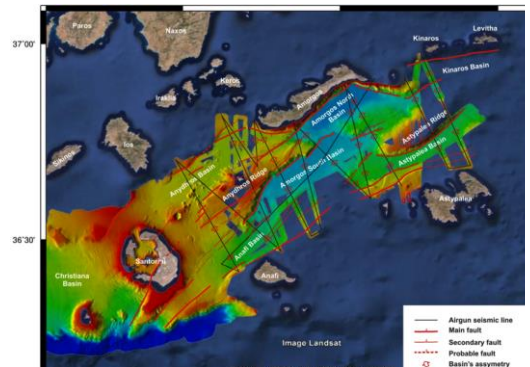 Paros
Naxos
Levitha
37°00'
Kinaros
Kinaros Basin
Keros
Iraklia
Amorgos
Amorgos North
Basin
Ios
Astypalea Ridge
Astypalea Basin
Sikinos
Anydhros Basin
Amorgos South Basin
Anydhros Ridge
Astypalea
36°30'
Anafi Basin
Santorini
Anafi
Christiana
Basin
Image Landsat
Airgun seismic line
Main fault
Secondary fault
Probable fault
Basin's assymetry